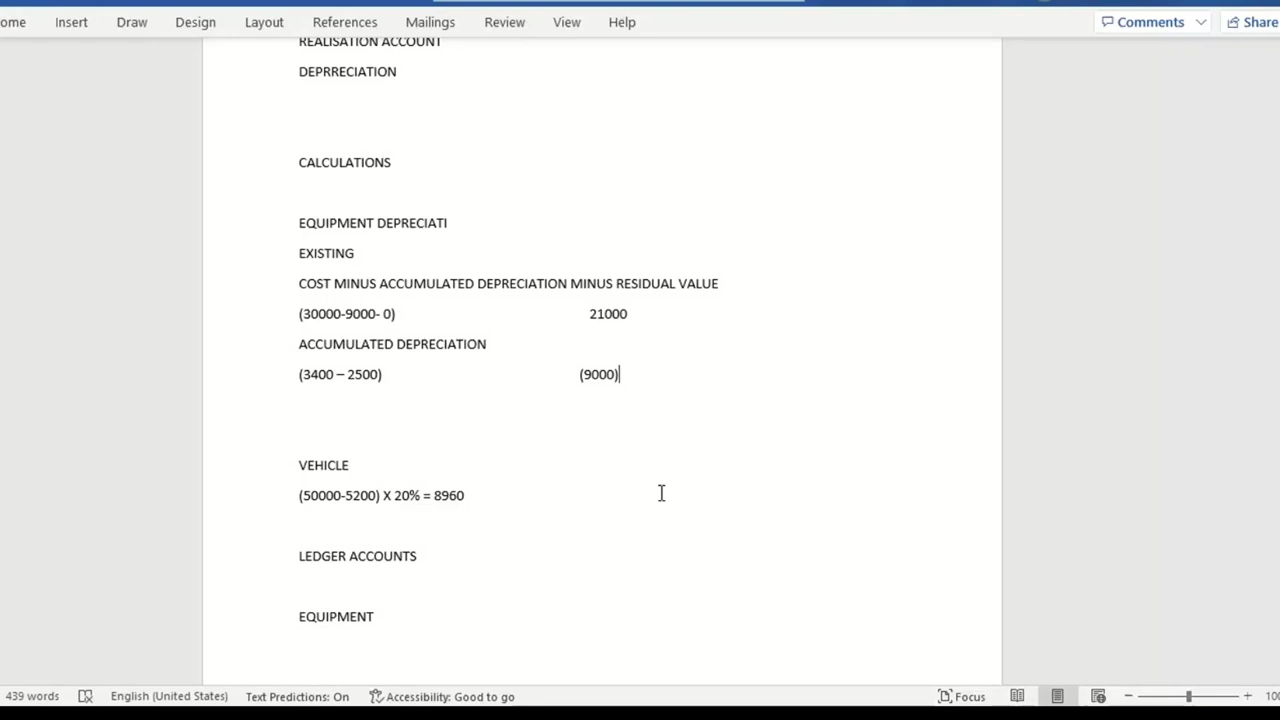 ome Insert Draw Design Layout References Mailings Review View Help Comments Share
REALISATION ACCOUNT
DEPRRECIATION
CALCULATIONS
EQUIPMENT DEPRECIATI
EXISTING
COST MINUS ACCUMULATED DEPRECIATION MINUS RESIDUAL VALUE
(30000-9000- 0) 21000
ACCUMULATED DEPRECIATION
(3400 – 2500) (9000)
VEHICLE
(50000-5200) X 20% = 8960
LEDGER ACCOUNTS
EQUIPMENT
439 words English (United States) Text Predictions: On Accessibility: Good to go Focus 100